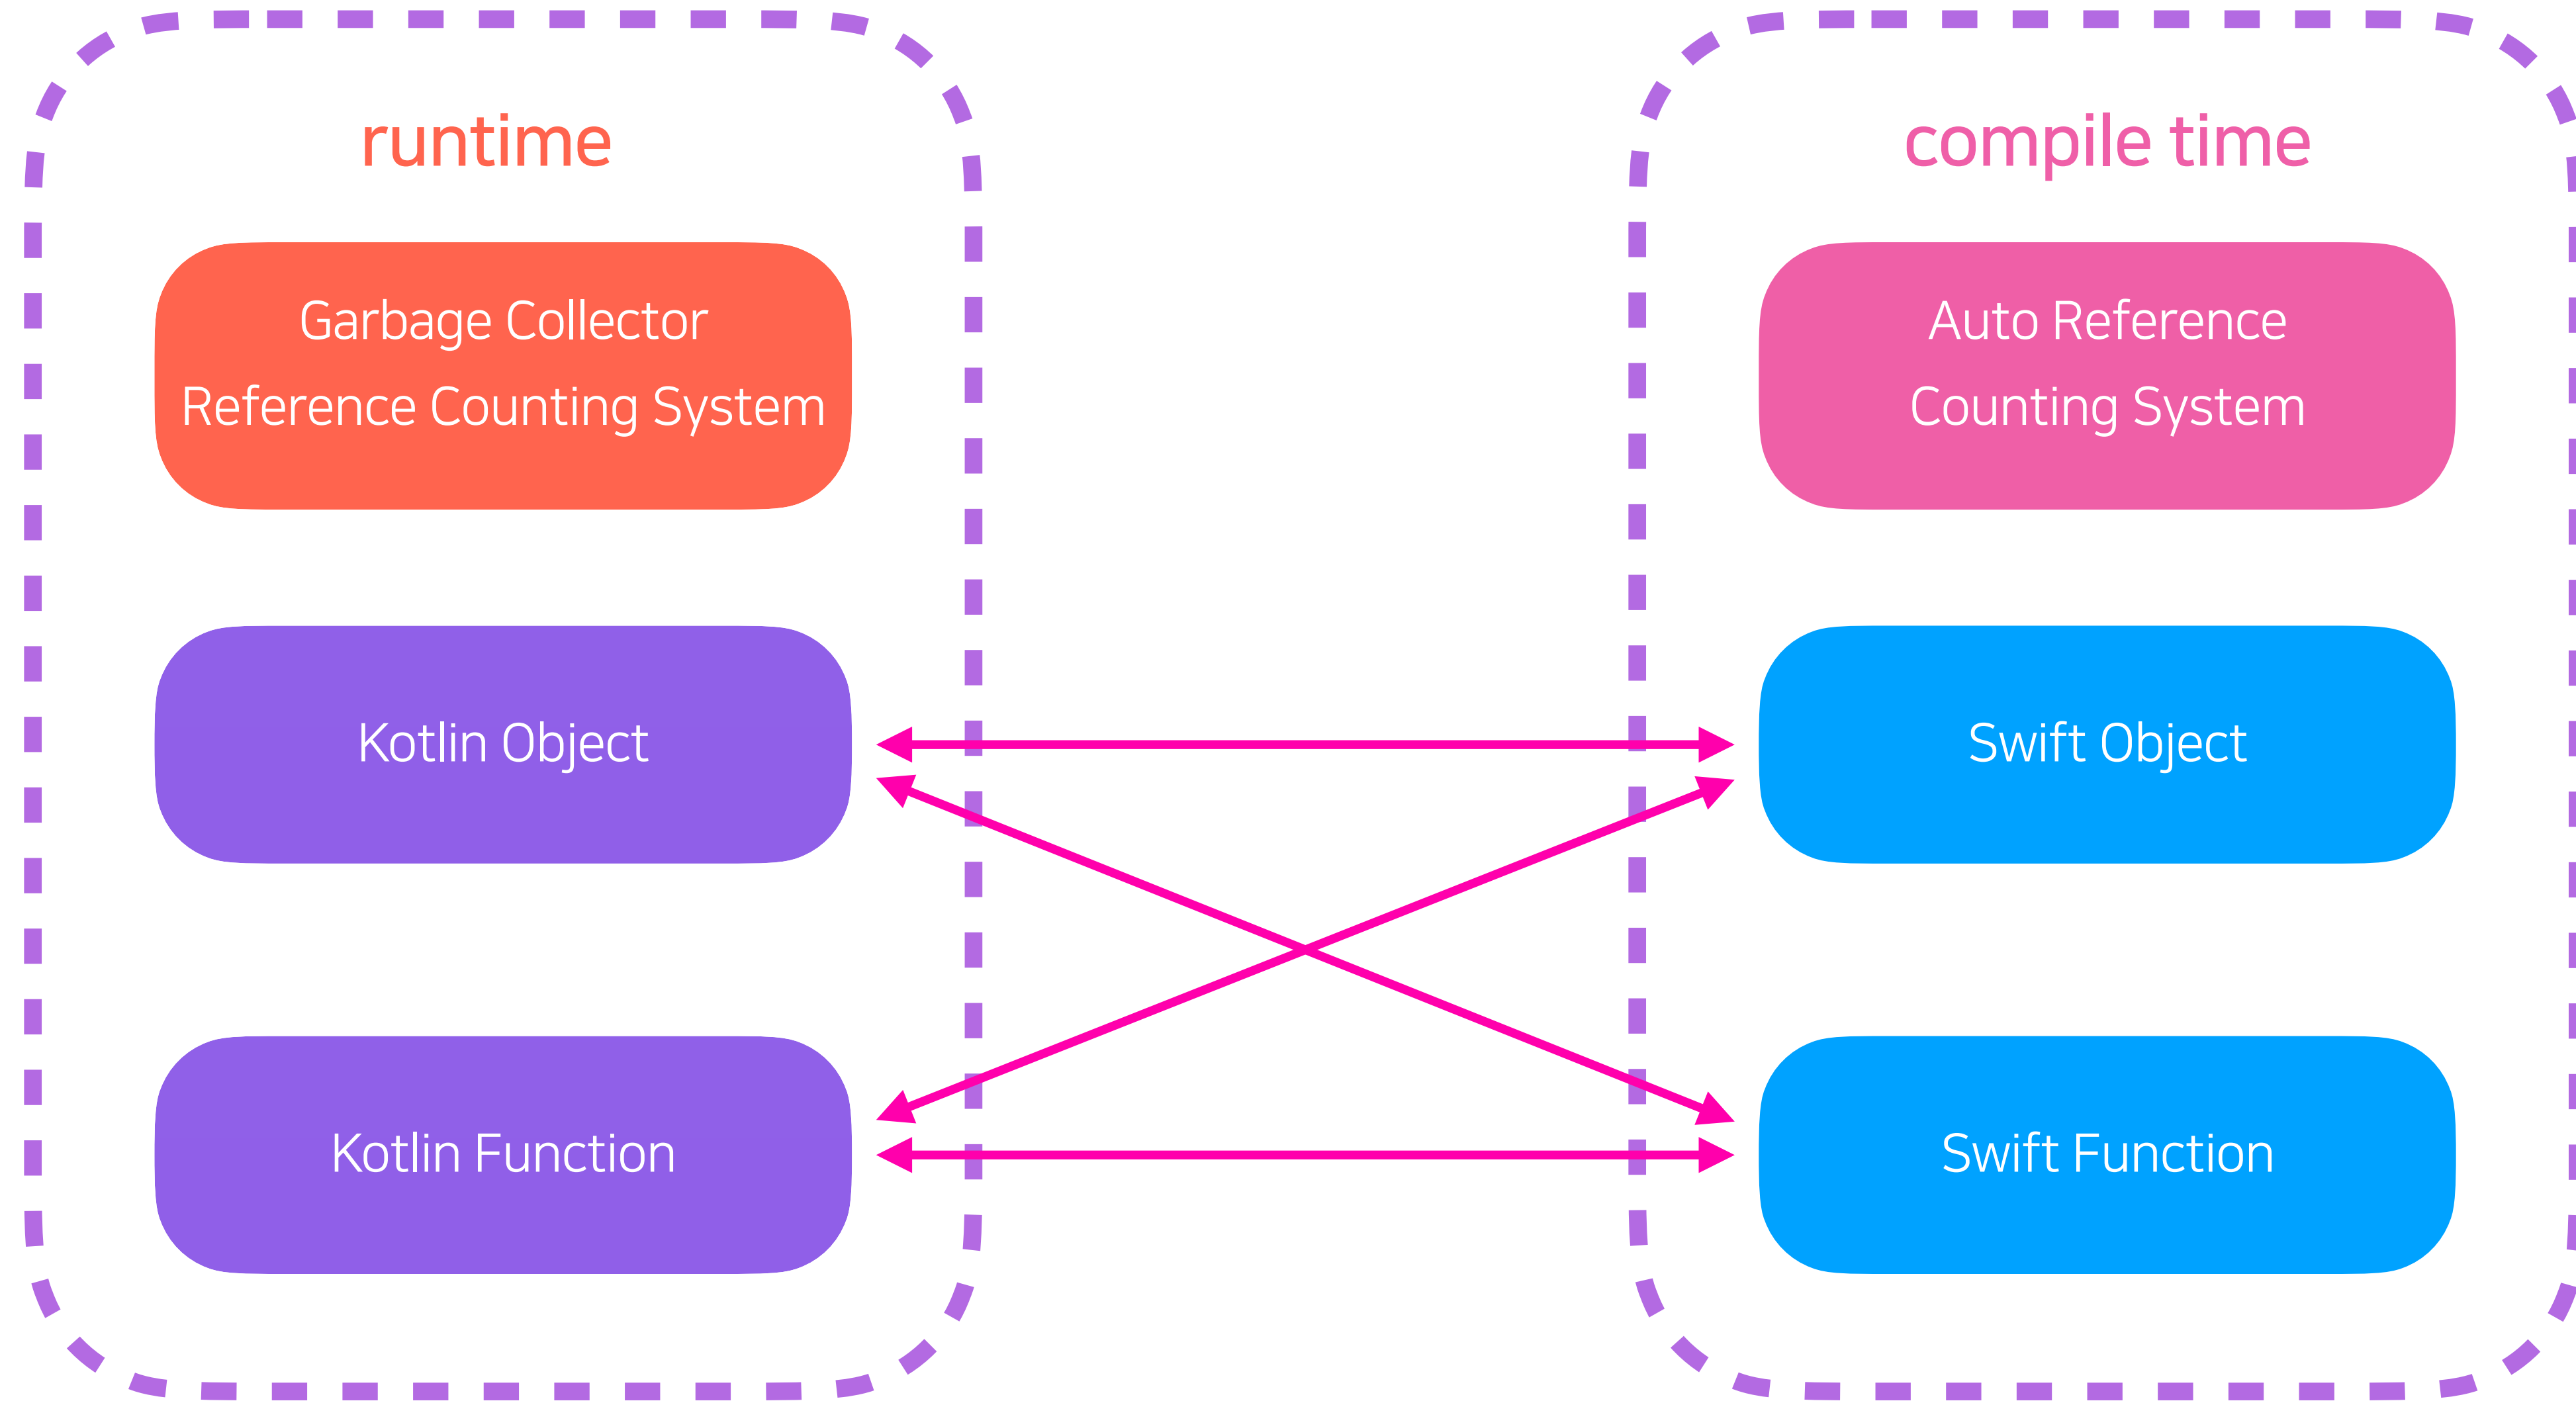 runtime
Garbage Collector
Reference Counting System
Kotlin Object
Kotlin Function
compile time
Auto Reference
Counting System
Swift Object
Swift Function